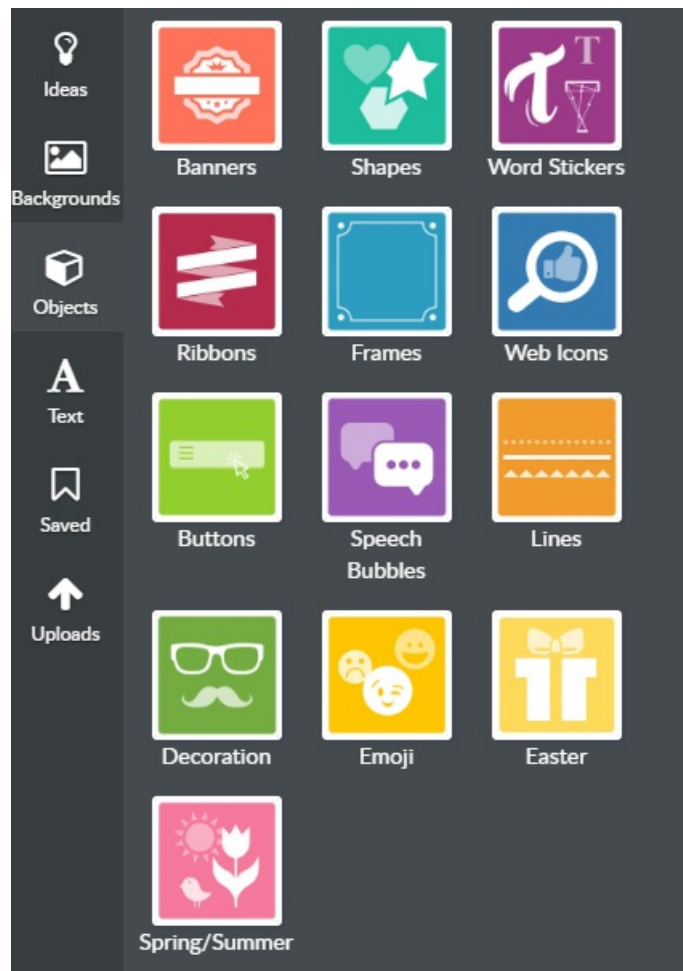 Ideas
Backgrounds
Objects
Text
Saved
Uploads
Banners
Shapes
Word Stickers
Ribbons
Frames
Web Icons
Buttons
Speech
Bubbles
Lines
Decoration
Emoji
Easter
Spring/Summer